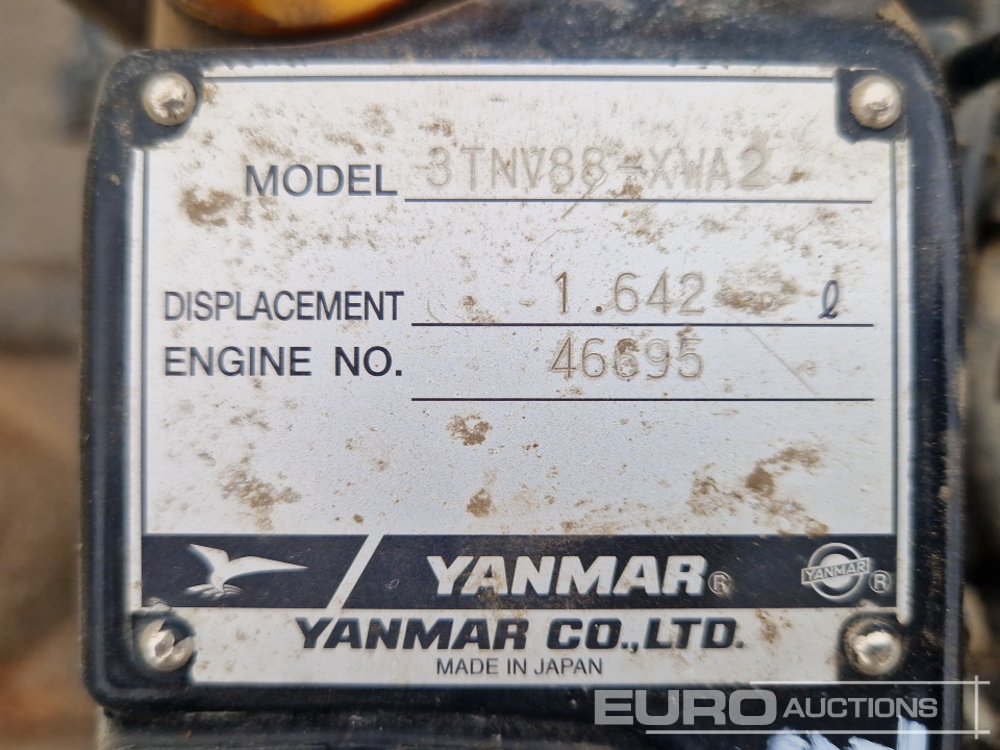 MODEL 3TNV88-XWA2
DISPLACEMENT 1.642 ℓ
ENGINE NO. 46695
YANMAR® YANMAR ®
YANMAR CO.,LTD.
MADE IN JAPAN
EURO AUCTIONS